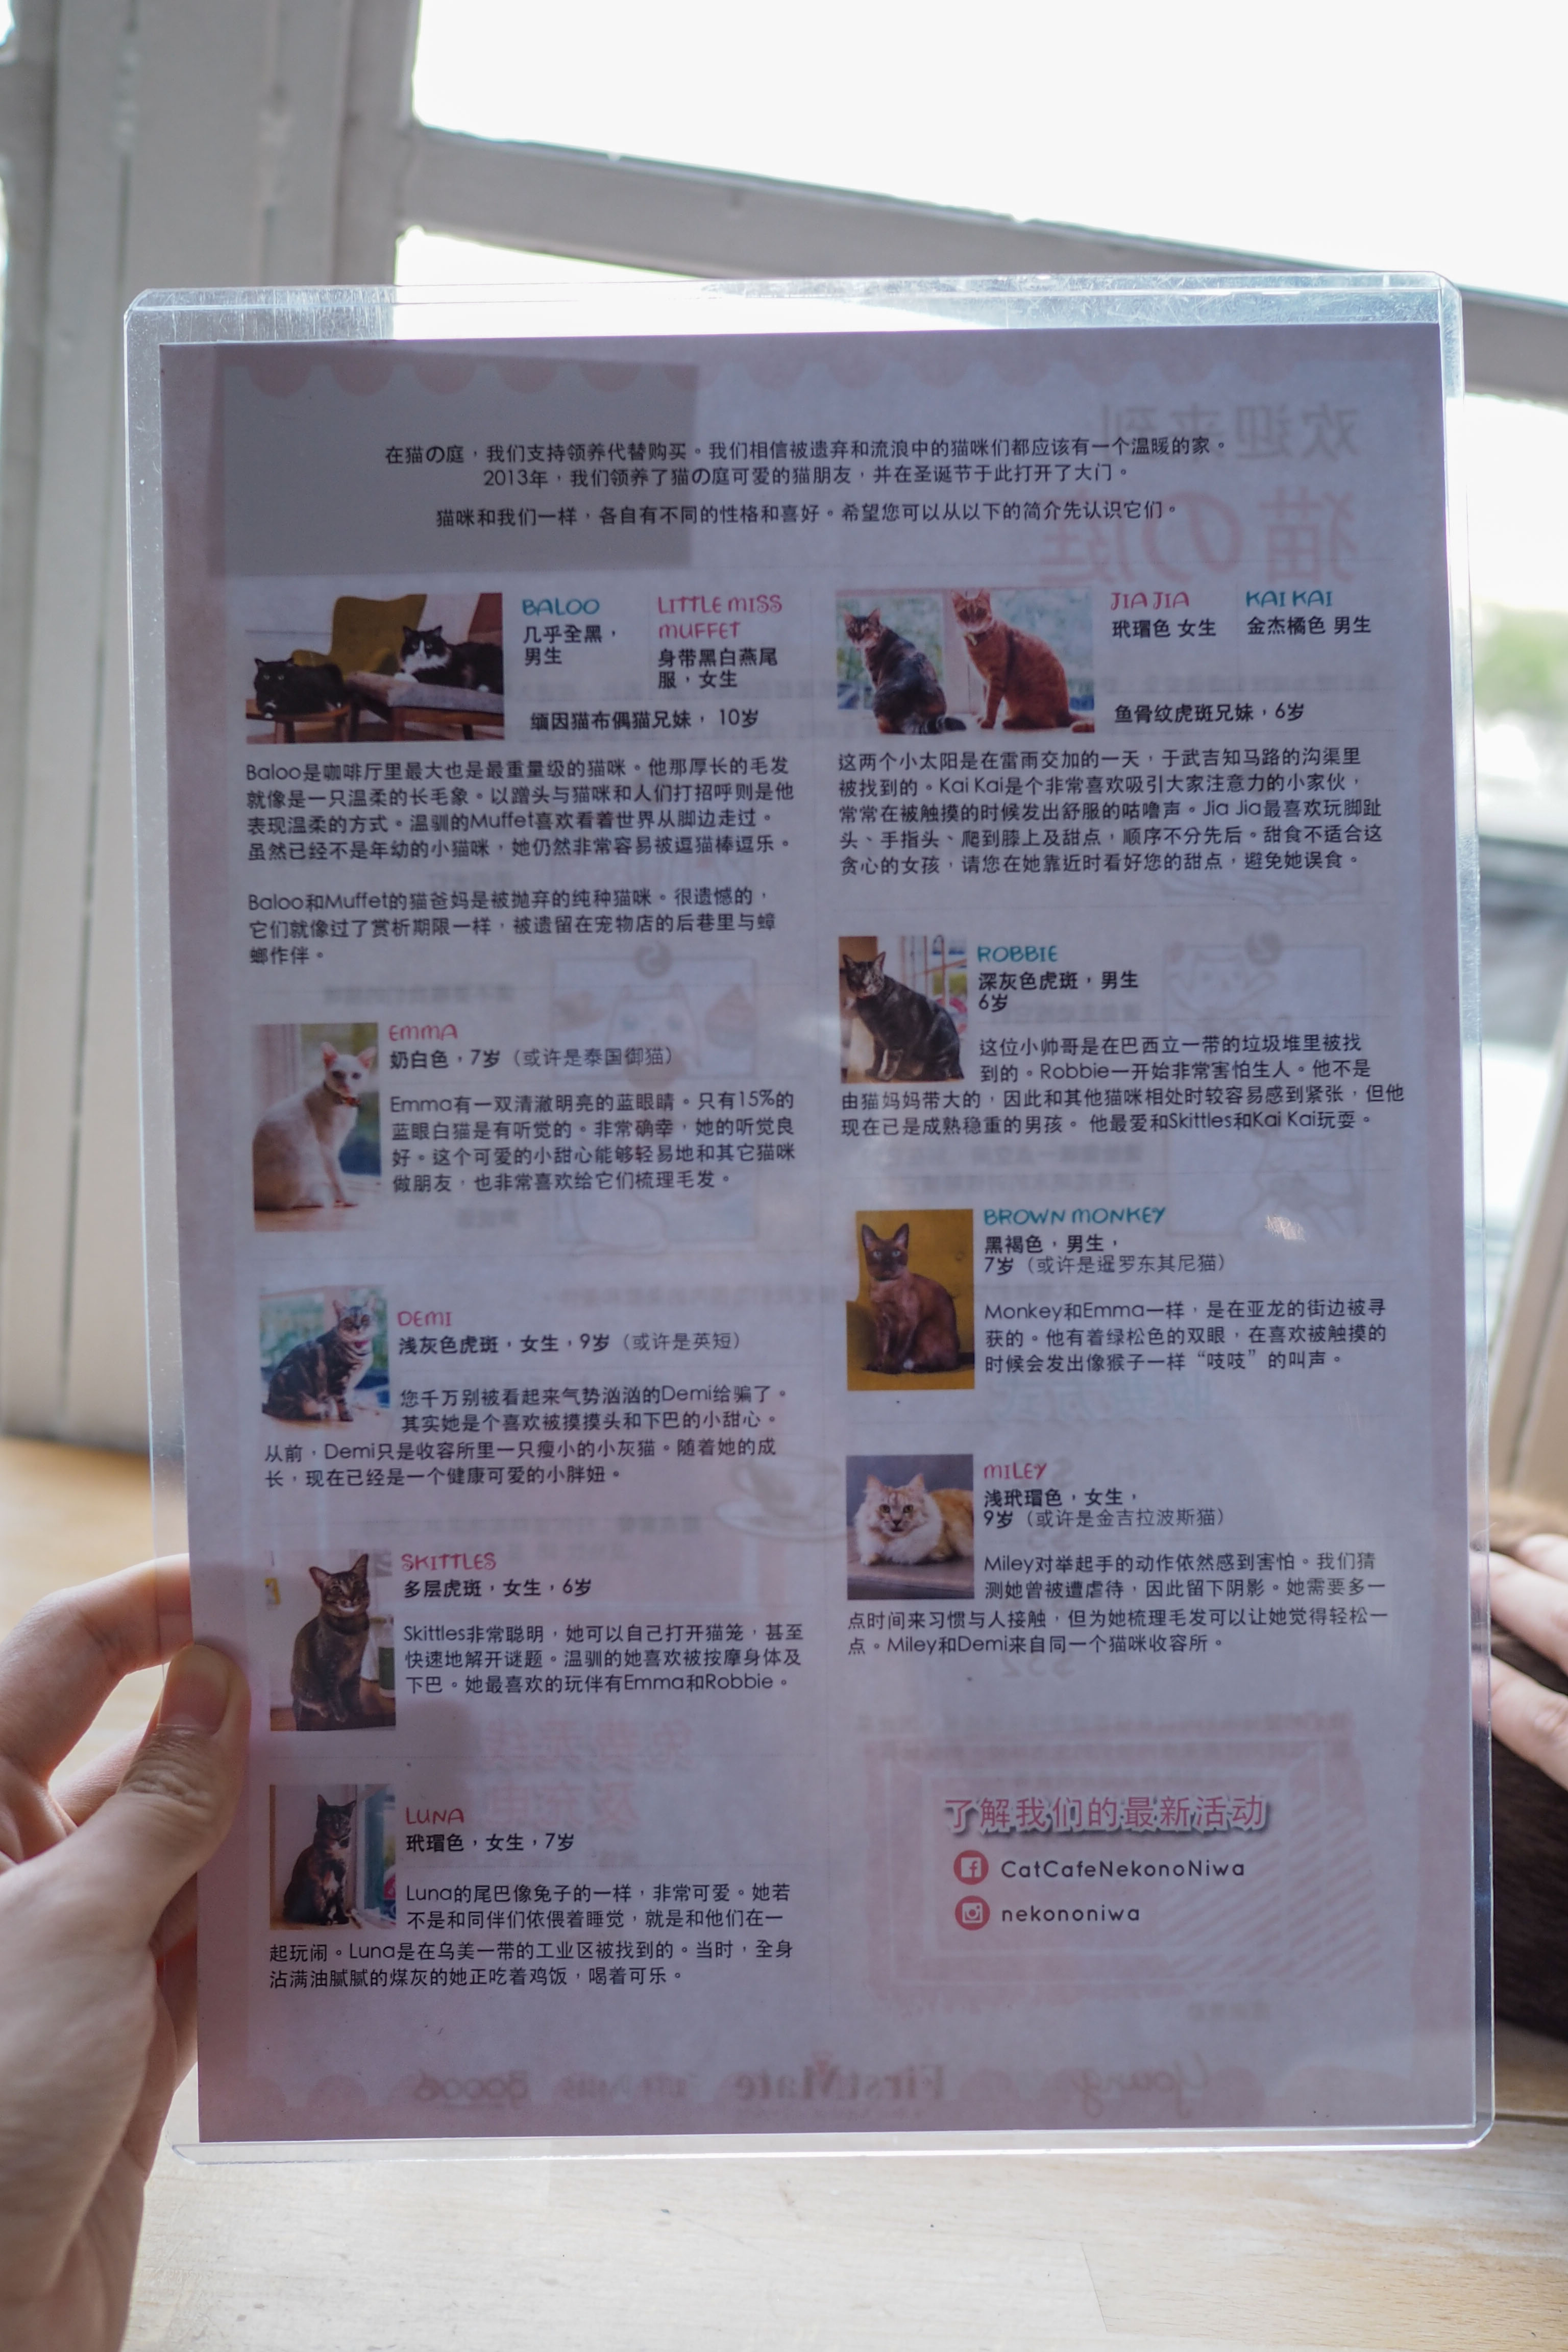 在猫の庭，我们支持领养代替购买。我们相信被遗弃和流浪中的猫咪们都应该有一个温暖的家。
2013年，我们领养了猫の庭可爱的猫朋友，并在圣诞节于此打开了大门。
猫咪和我们一样，各自有不同的性格和喜好。希望您可以从以下的简介先认识它们。
BALOO
几乎全黑，
男生
LITTLE MISS
MUFFET
身带黑白燕尾
服，女生
缅因猫布偶猫兄妹， 10岁
Baloo是咖啡厅里最大也是最重量级的猫咪。他那厚长的毛发
就像是一只温柔的长毛象。以蹭头与猫咪和人们打招呼则是他
表现温柔的方式。温驯的Muffet喜欢看着世界从脚边走过。
虽然已经不是年幼的小猫咪，她仍然非常容易被逗猫棒逗乐。
Baloo和Muffet的猫爸妈是被抛弃的纯种猫咪。很遗憾的，
它们就像过了赏析期限一样，被遗留在宠物店的后巷里与蟑
螂作伴。
EMMA
奶白色，7岁（或许是泰国御猫）
Emma有一双清澈明亮的蓝眼睛。只有15%的
蓝眼白猫是有听觉的。非常确幸，她的听觉良
好。这个可爱的小甜心能够轻易地和其它猫咪
做朋友，也非常喜欢给它们梳理毛发。
DEMI
浅灰色虎斑，女生，9岁（或许是英短）
您千万别被看起来气势汹汹的Demi给骗了。
其实她是个喜欢被摸摸头和下巴的小甜心。
从前，Demi只是收容所里一只瘦小的小灰猫。随着她的成
长，现在已经是一个健康可爱的小胖妞。
SKITTLES
多层虎斑，女生，6岁
Skittles非常聪明，她可以自己打开猫笼，甚至
快速地解开谜题。温驯的她喜欢被按摩身体及
下巴。她最喜欢的玩伴有Emma和Robbie。
LUNA
玳瑁色，女生，7岁
Luna的尾巴像兔子的一样，非常可爱。她若
不是和同伴们依偎着睡觉，就是和他们在一
起玩闹。Luna是在乌美一带的工业区被找到的。当时，全身
沾满油腻腻的煤灰的她正吃着鸡饭，喝着可乐。
JIA JIA
玳瑁色 女生
KAI KAI
金杰橘色 男生
鱼骨纹虎斑兄妹，6岁
这两个小太阳是在雷雨交加的一天，于武吉知马路的沟渠里
被找到的。Kai Kai是个非常喜欢吸引大家注意力的小家伙，
常常在被触摸的时候发出舒服的咕噜声。Jia Jia最喜欢玩脚趾
头、手指头、爬到膝上及甜点，顺序不分先后。甜食不适合这
贪心的女孩，请您在她靠近时看好您的甜点，避免她误食。
ROBBIE
深灰色虎斑，男生
6岁
这位小帅哥是在巴西立一带的垃圾堆里被找
到的。Robbie一开始非常害怕生人。他不是
由猫妈妈带大的，因此和其他猫咪相处时较容易感到紧张，但他
现在已是成熟稳重的男孩。 他最爱和Skittles和Kai Kai玩耍。
BROWN MONKEY
黑褐色，男生，
7岁（或许是暹罗东其尼猫）
Monkey和Emma一样，是在亚龙的街边被寻
获的。他有着绿松色的双眼，在喜欢被触摸的
时候会发出像猴子一样“吱吱”的叫声。
MILEY
浅玳瑁色，女生，
9岁（或许是金吉拉波斯猫）
Miley对举起手的动作依然感到害怕。我们猜
测她曾被遭虐待，因此留下阴影。她需要多一
点时间来习惯与人接触，但为她梳理毛发可以让她觉得轻松一
点。Miley和Demi来自同一个猫咪收容所。
了解我们的最新活动
CatCafeNekonoNiwa
nekononiwa